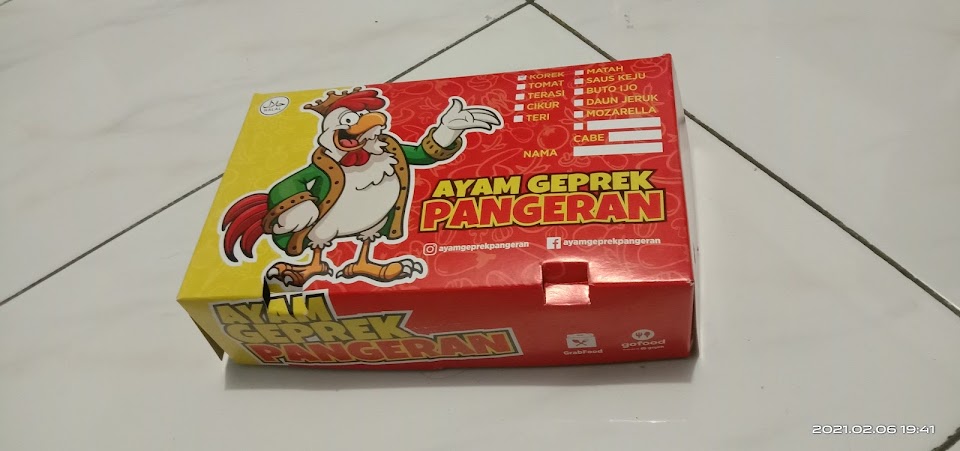 HALAL
KOREK
TOMAT
TERASI
CIKUR
TERI
MATAH
SAUS KEJU
BUTO IJO
DAUN JERUK
MOZARELLA
CABE
NAMA
AYAM GEPREK
PANGERAN
ayamgeprekpangeran
ayamgeprekpangeran
AYAM
GEPREK
PANGERAN
GrabFood
gofood
2021.02.06 19:41